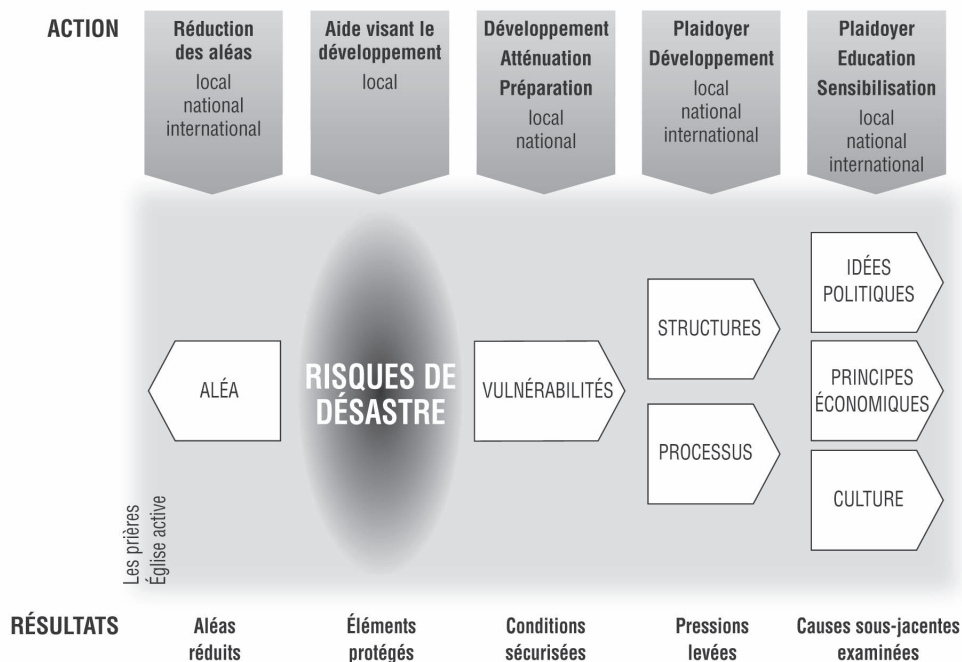 ACTION
Réduction
des aléas
local
national
international
Aide visant le
développement
local
Développement
Atténuation
Préparation
local
national
Plaidoyer
Développement
local
national
international
Plaidoyer
Education
Sensibilisation
local
national
international
ALÉA
RISQUES DE
DÉSASTRE
VULNÉRABILITÉS
STRUCTURES
PROCESSUS
IDÉES
POLITIQUES
PRINCIPES
ÉCONOMIQUES
CULTURE
Les prières
Église active
RÉSULTATS
Aléas
réduits
Éléments
protégés
Conditions
sécurisées
Pressions
levées
Causes sous-jacentes
examinées